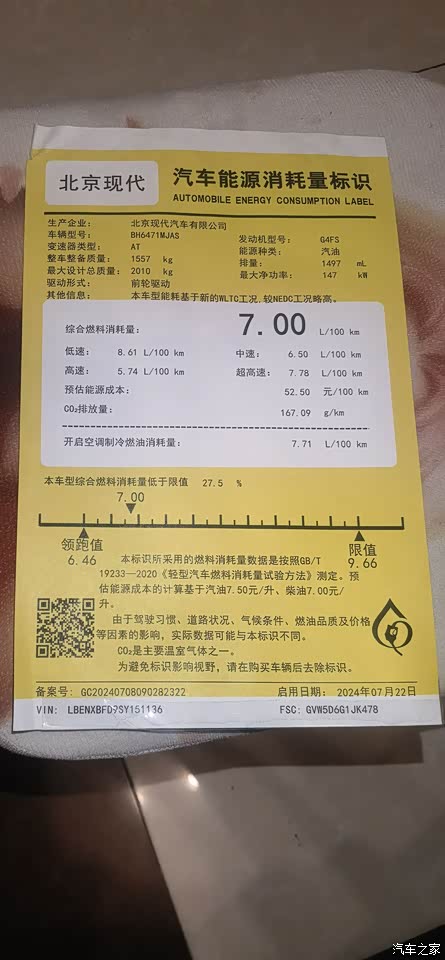 北京现代
汽车能源消耗量标识
AUTOMOBILE ENERGY CONSUMPTION LABEL
生产企业: 北京现代汽车有限公司
车辆型号: BH6471MJAS 发动机型号: G4FS
变速器类型: AT 能源种类: 汽油
整车整备质量: 1557 kg 排量: 1497 mL
最大设计总质量: 2010 kg 最大净功率: 147 kW
驱动形式: 前轮驱动
其他信息: 本车型能耗基于新的WLTC工况,较NEDC工况略高。
综合燃料消耗量: 7.00 L/100 km
低速: 8.61 L/100 km 中速: 6.50 L/100 km
高速: 5.74 L/100 km 超高速: 7.78 L/100 km
预估能源成本: 52.50 元/100 km
CO₂排放量: 167.09 g/km
开启空调制冷燃油消耗量: 7.71 L/100 km
本车型综合燃料消耗量低于限值 27.5 %
7.00
领跑值 限值
6.46 9.66
本标识所采用的燃料消耗量数据是按照GB/T
19233—2020《轻型汽车燃料消耗量试验方法》测定。预
估能源成本的计算基于汽油7.50元/升、柴油7.00元/
升。
由于驾驶习惯、道路状况、气候条件、燃油品质及价格
等因素的影响,实际数据可能与本标识不同。
CO₂是主要温室气体之一。
为避免标识影响视野,请在购买车辆后去除标识。
备案号: GC20240708090282322 启用日期: 2024年07月22日
VIN: LBENXBFD7SY151136 FSC: GVW5D6G1JK478
汽车之家